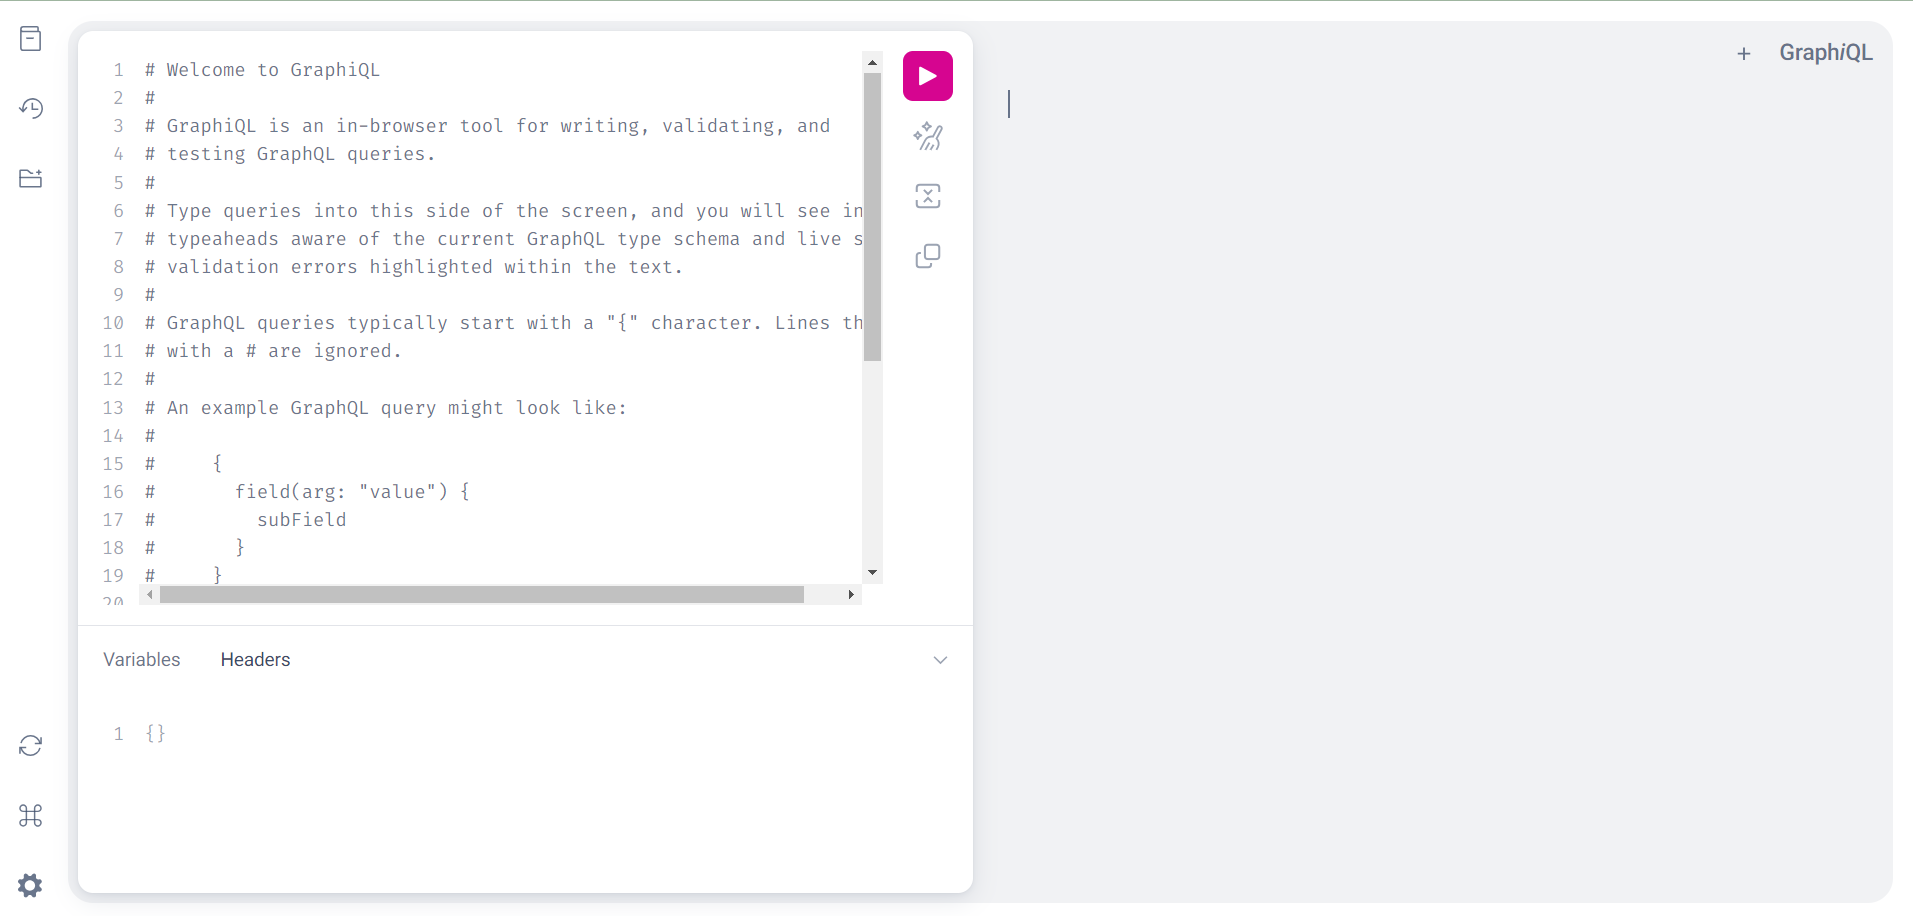 1 # Welcome to GraphiQL
2 #
3 # GraphiQL is an in-browser tool for writing, validating, and
4 # testing GraphQL queries.
5 #
6 # Type queries into this side of the screen, and you will see in
7 # typeaheads aware of the current GraphQL type schema and live s
8 # validation errors highlighted within the text.
9 #
10 # GraphQL queries typically start with a "{" character. Lines th
11 # with a # are ignored.
12 #
13 # An example GraphQL query might look like:
14 #
15 #     {
16 #       field(arg: "value") {
17 #         subField
18 #       }
19 #     }
20
Variables Headers
1 {}
+ GraphiQL